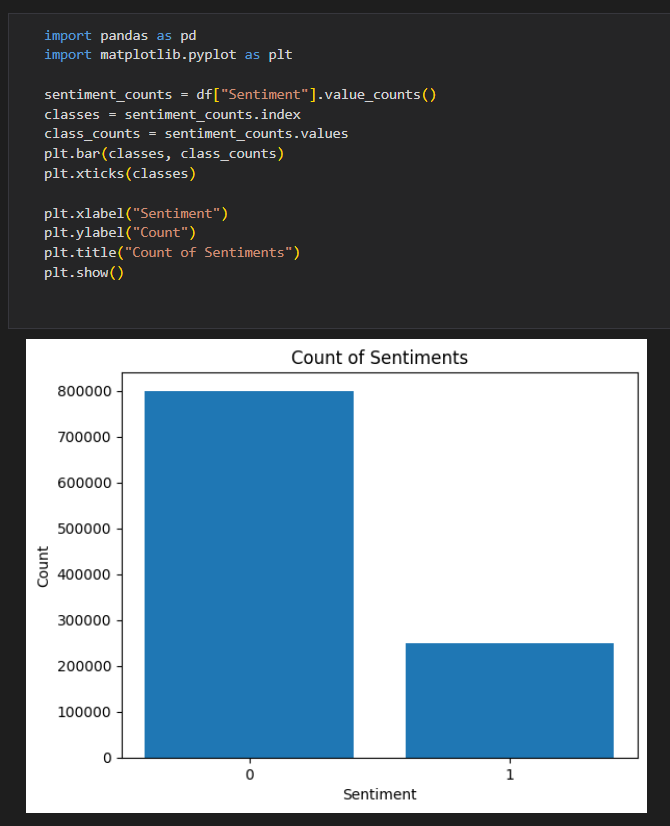 import pandas as pd
import matplotlib.pyplot as plt
sentiment_counts = df["Sentiment"].value_counts()
classes = sentiment_counts.index
class_counts = sentiment_counts.values
plt.bar(classes, class_counts)
plt.xticks(classes)
plt.xlabel("Sentiment")
plt.ylabel("Count")
plt.title("Count of Sentiments")
plt.show()
Count of Sentiments
800000
700000
600000
500000
400000
300000
200000
100000
0
Count
0 1
Sentiment